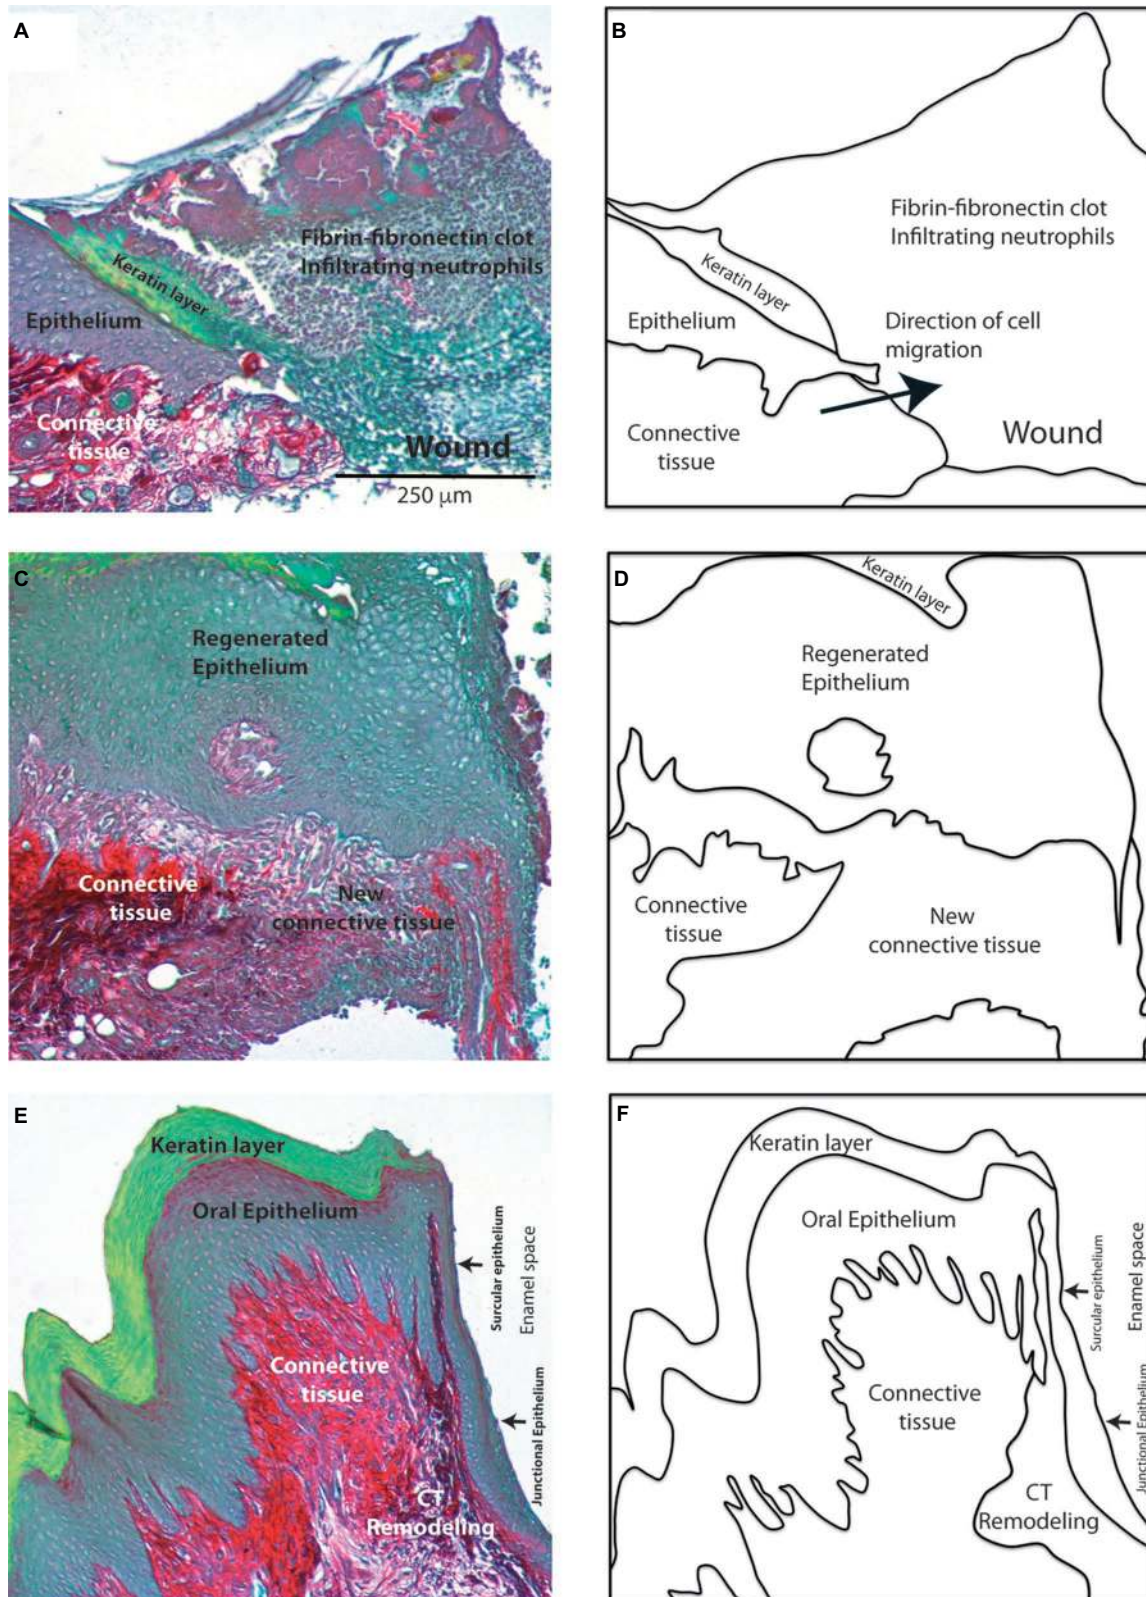 A
Fibrin-fibronectin clot
Infiltrating neutrophils
Keratin layer
Epithelium
Connective
tissue
Wound
250 μm
B
Fibrin-fibronectin clot
Infiltrating neutrophils
Keratin layer
Epithelium
Direction of cell
migration
Connective
tissue
Wound
C
Regenerated
Epithelium
Connective
tissue
New
connective tissue
D
Keratin layer
Regenerated
Epithelium
Connective
tissue
New
connective tissue
E
Keratin layer
Oral Epithelium
Surcular epithelium
Enamel space
Connective
tissue
Junctional Epithelium
CT
Remodeling
F
Keratin layer
Oral Epithelium
Surcular epithelium
Enamel space
Connective
tissue
Junctional Epithelium
CT
Remodeling